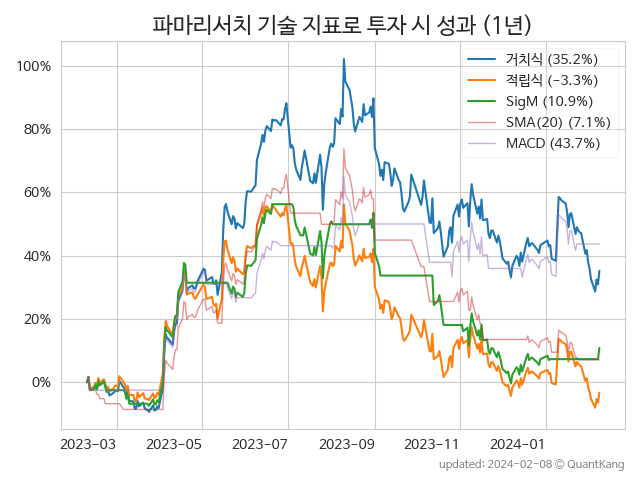 파마리서치 기술 지표로 투자 시 성과 (1년)
거치식 (35.2%)
적립식 (−3.3%)
SigM (10.9%)
SMA(20) (7.1%)
MACD (43.7%)
100%
80%
60%
40%
20%
0%
2023-03 2023-05 2023-07 2023-09 2023-11 2024-01
updated: 2024-02-08 © QuantKang